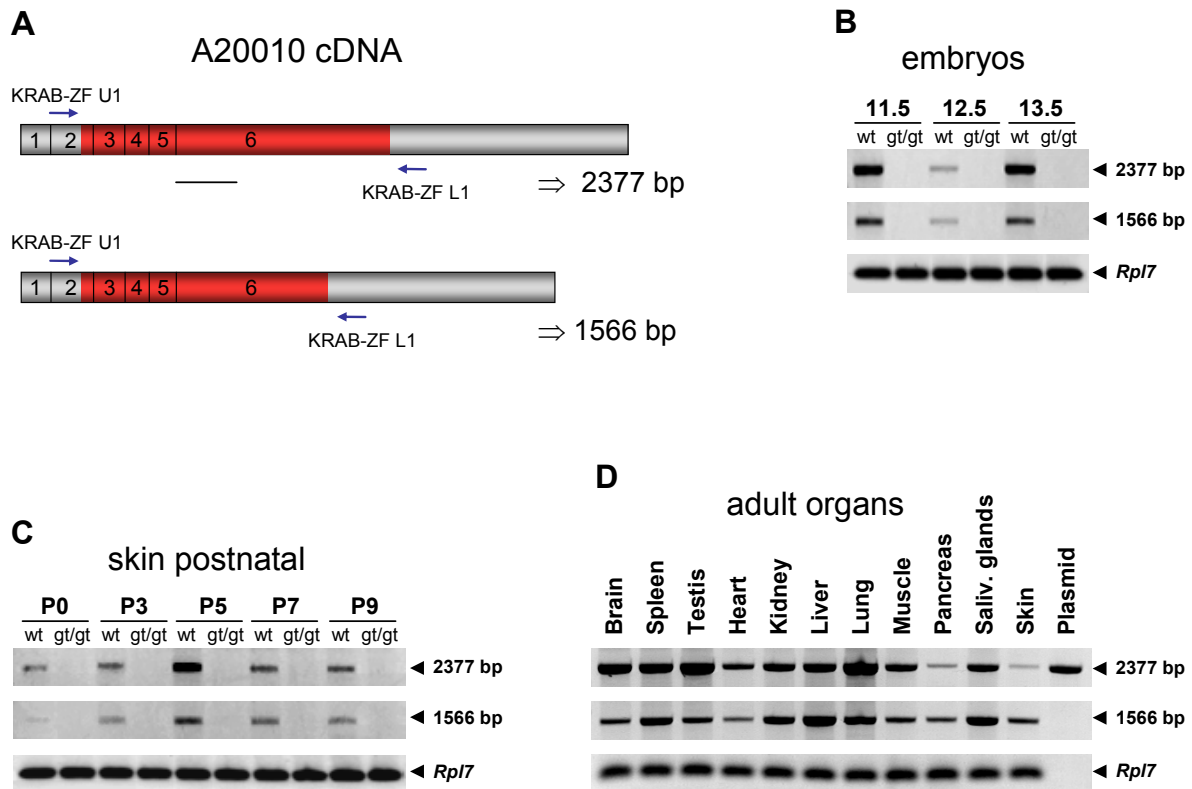 A
A20010 cDNA
KRAB-ZF U1
1 2 3 4 5 6
KRAB-ZF L1
⇒ 2377 bp
KRAB-ZF U1
1 2 3 4 5 6
KRAB-ZF L1
⇒ 1566 bp
B
embryos
11.5 12.5 13.5
wt gt/gt wt gt/gt wt gt/gt
◄ 2377 bp
◄ 1566 bp
◄ Rpl7
C
skin postnatal
P0 P3 P5 P7 P9
wt gt/gt wt gt/gt wt gt/gt wt gt/gt wt gt/gt
◄ 2377 bp
◄ 1566 bp
◄ Rpl7
D
adult organs
Brain
Spleen
Testis
Heart
Kidney
Liver
Lung
Muscle
Pancreas
Saliv. glands
Skin
Plasmid
◄ 2377 bp
◄ 1566 bp
◄ Rpl7